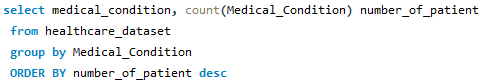 select medical_condition, count(Medical_Condition) number_of_patient
from healthcare_dataset
group by Medical_Condition
ORDER BY number_of_patient desc